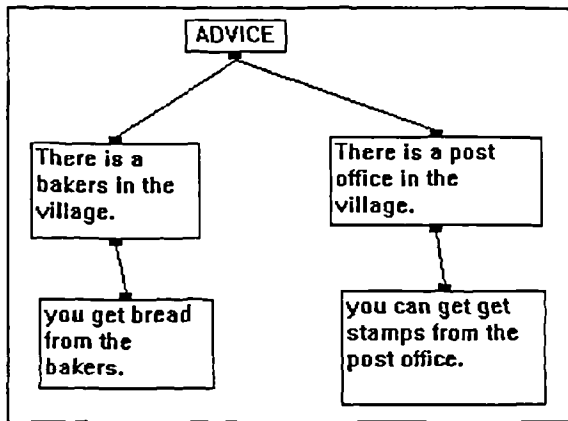 ADVICE
There is a
bakers in the
village.
There is a post
office in the
village.
you get bread
from the
bakers.
you can get get
stamps from the
post office.